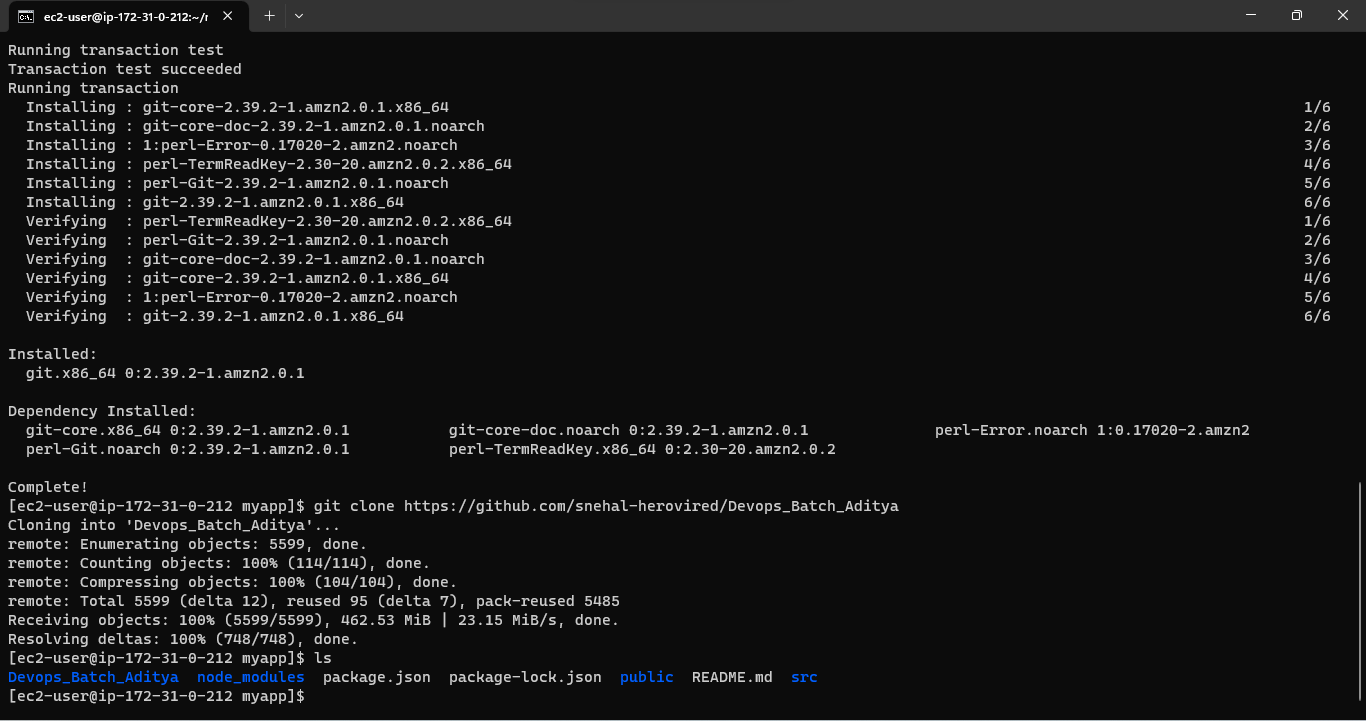 ec2-user@ip-172-31-0-212:~/r
Running transaction test
Transaction test succeeded
Running transaction
  Installing : git-core-2.39.2-1.amzn2.0.1.x86_64 1/6
  Installing : git-core-doc-2.39.2-1.amzn2.0.1.noarch 2/6
  Installing : 1:perl-Error-0.17020-2.amzn2.noarch 3/6
  Installing : perl-TermReadKey-2.30-20.amzn2.0.2.x86_64 4/6
  Installing : perl-Git-2.39.2-1.amzn2.0.1.noarch 5/6
  Installing : git-2.39.2-1.amzn2.0.1.x86_64 6/6
  Verifying  : perl-TermReadKey-2.30-20.amzn2.0.2.x86_64 1/6
  Verifying  : perl-Git-2.39.2-1.amzn2.0.1.noarch 2/6
  Verifying  : git-core-doc-2.39.2-1.amzn2.0.1.noarch 3/6
  Verifying  : git-core-2.39.2-1.amzn2.0.1.x86_64 4/6
  Verifying  : 1:perl-Error-0.17020-2.amzn2.noarch 5/6
  Verifying  : git-2.39.2-1.amzn2.0.1.x86_64 6/6
Installed:
  git.x86_64 0:2.39.2-1.amzn2.0.1
Dependency Installed:
  git-core.x86_64 0:2.39.2-1.amzn2.0.1 git-core-doc.noarch 0:2.39.2-1.amzn2.0.1 perl-Error.noarch 1:0.17020-2.amzn2
  perl-Git.noarch 0:2.39.2-1.amzn2.0.1 perl-TermReadKey.x86_64 0:2.30-20.amzn2.0.2
Complete!
[ec2-user@ip-172-31-0-212 myapp]$ git clone https://github.com/snehal-herovired/Devops_Batch_Aditya
Cloning into 'Devops_Batch_Aditya'...
remote: Enumerating objects: 5599, done.
remote: Counting objects: 100% (114/114), done.
remote: Compressing objects: 100% (104/104), done.
remote: Total 5599 (delta 12), reused 95 (delta 7), pack-reused 5485
Receiving objects: 100% (5599/5599), 462.53 MiB | 23.15 MiB/s, done.
Resolving deltas: 100% (748/748), done.
[ec2-user@ip-172-31-0-212 myapp]$ ls
Devops_Batch_Aditya  node_modules  package.json  package-lock.json  public  README.md  src
[ec2-user@ip-172-31-0-212 myapp]$